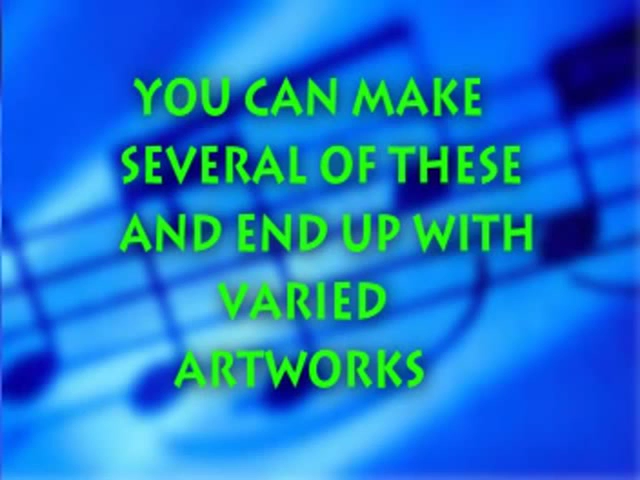 YOU CAN MAKE
SEVERAL OF THESE
AND END UP WITH
VARIED
ARTWORKS